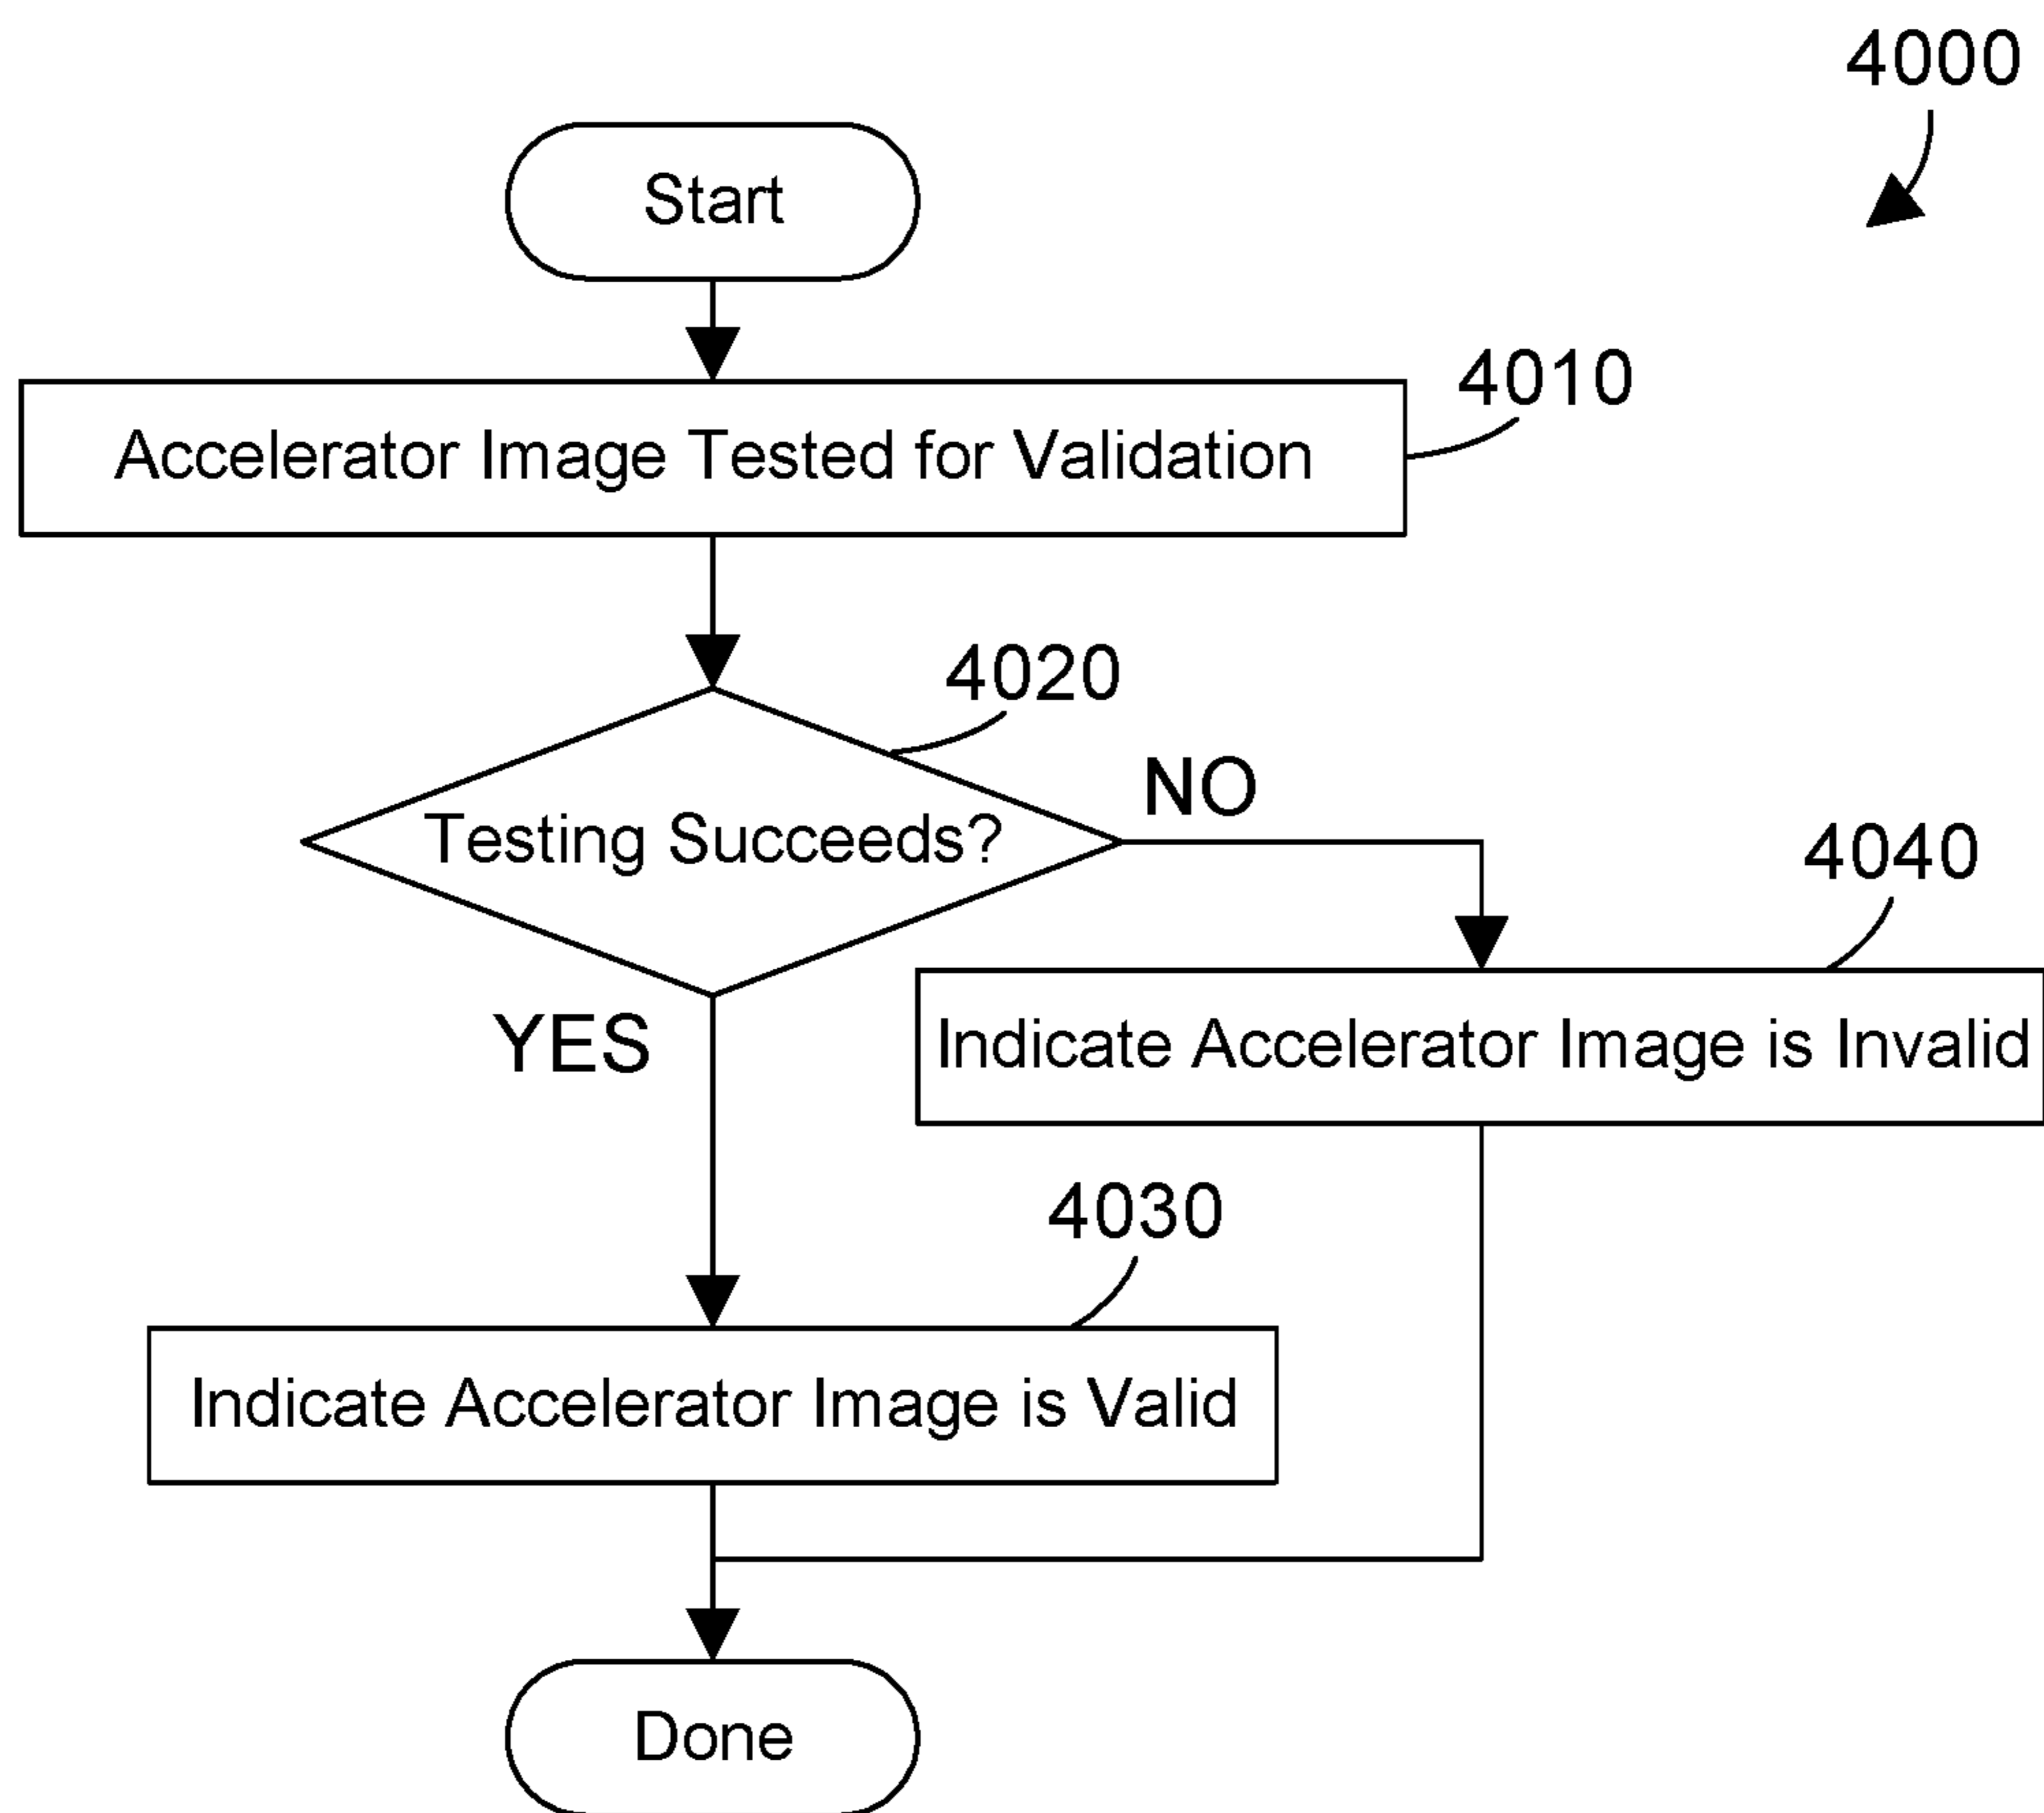 4000
Start
4010
Accelerator Image Tested for Validation
4020
NO
Testing Succeeds?
4040
YES
Indicate Accelerator Image is Invalid
4030
Indicate Accelerator Image is Valid
Done